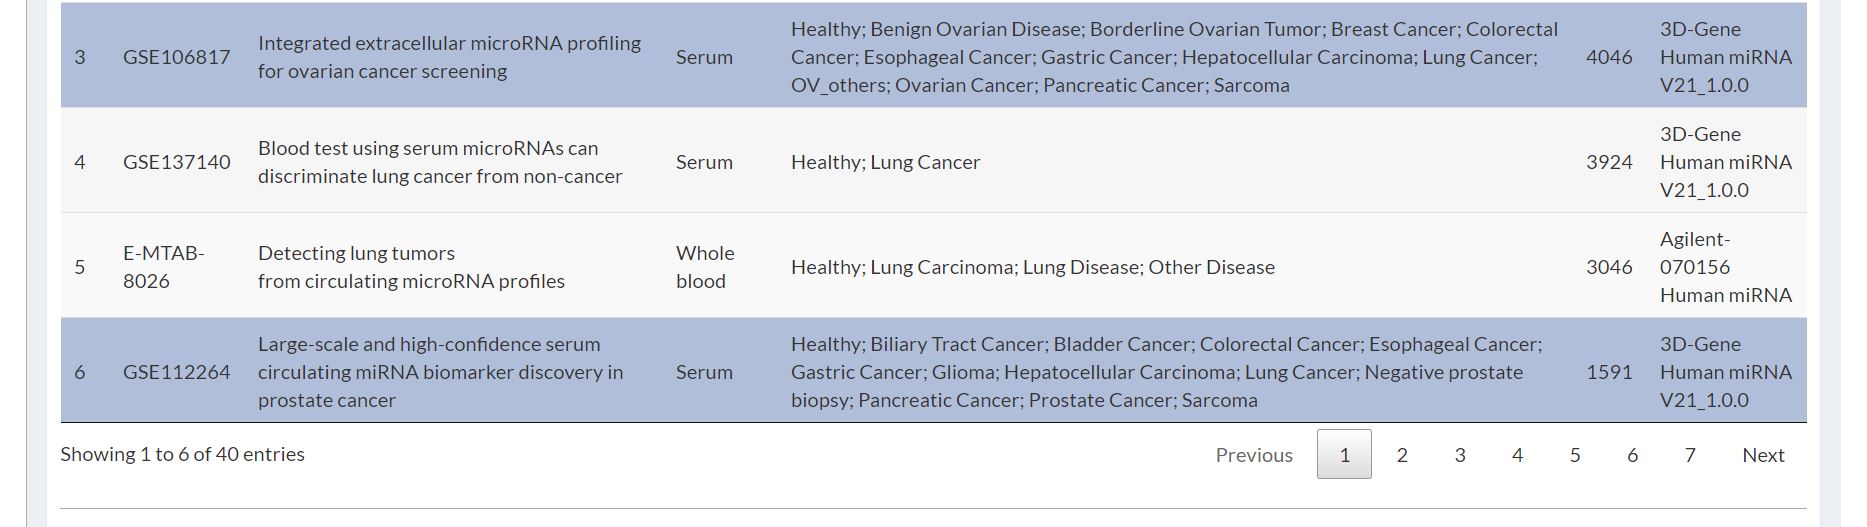 3 GSE106817 Integrated extracellular microRNA profiling for ovarian cancer screening Serum Healthy; Benign Ovarian Disease; Borderline Ovarian Tumor; Breast Cancer; Colorectal Cancer; Esophageal Cancer; Gastric Cancer; Hepatocellular Carcinoma; Lung Cancer; OV_others; Ovarian Cancer; Pancreatic Cancer; Sarcoma 4046 3D-Gene Human miRNA V21_1.0.0
4 GSE137140 Blood test using serum microRNAs can discriminate lung cancer from non-cancer Serum Healthy; Lung Cancer 3924 3D-Gene Human miRNA V21_1.0.0
5 E-MTAB-8026 Detecting lung tumors from circulating microRNA profiles Whole blood Healthy; Lung Carcinoma; Lung Disease; Other Disease 3046 Agilent-070156 Human miRNA
6 GSE112264 Large-scale and high-confidence serum circulating miRNA biomarker discovery in prostate cancer Serum Healthy; Biliary Tract Cancer; Bladder Cancer; Colorectal Cancer; Esophageal Cancer; Gastric Cancer; Glioma; Hepatocellular Carcinoma; Lung Cancer; Negative prostate biopsy; Pancreatic Cancer; Prostate Cancer; Sarcoma 1591 3D-Gene Human miRNA V21_1.0.0
Showing 1 to 6 of 40 entries Previous 1 2 3 4 5 6 7 Next